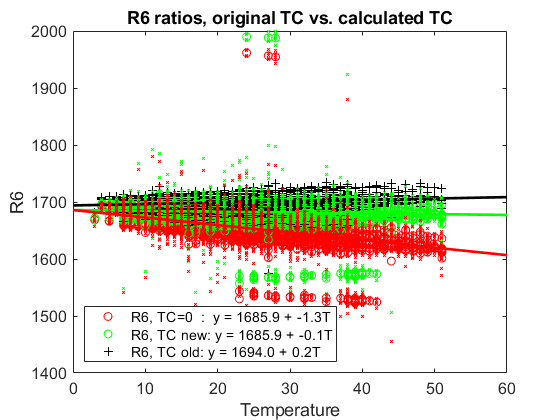 R6 ratios, original TC vs. calculated TC
2000
1900
1800
1700
1600
1500
1400
R6
R6, TC=0 : y = 1685.9 + -1.3T
R6, TC new: y = 1685.9 + -0.1T
R6, TC old: y = 1694.0 + 0.2T
0 10 20 30 40 50 60
Temperature